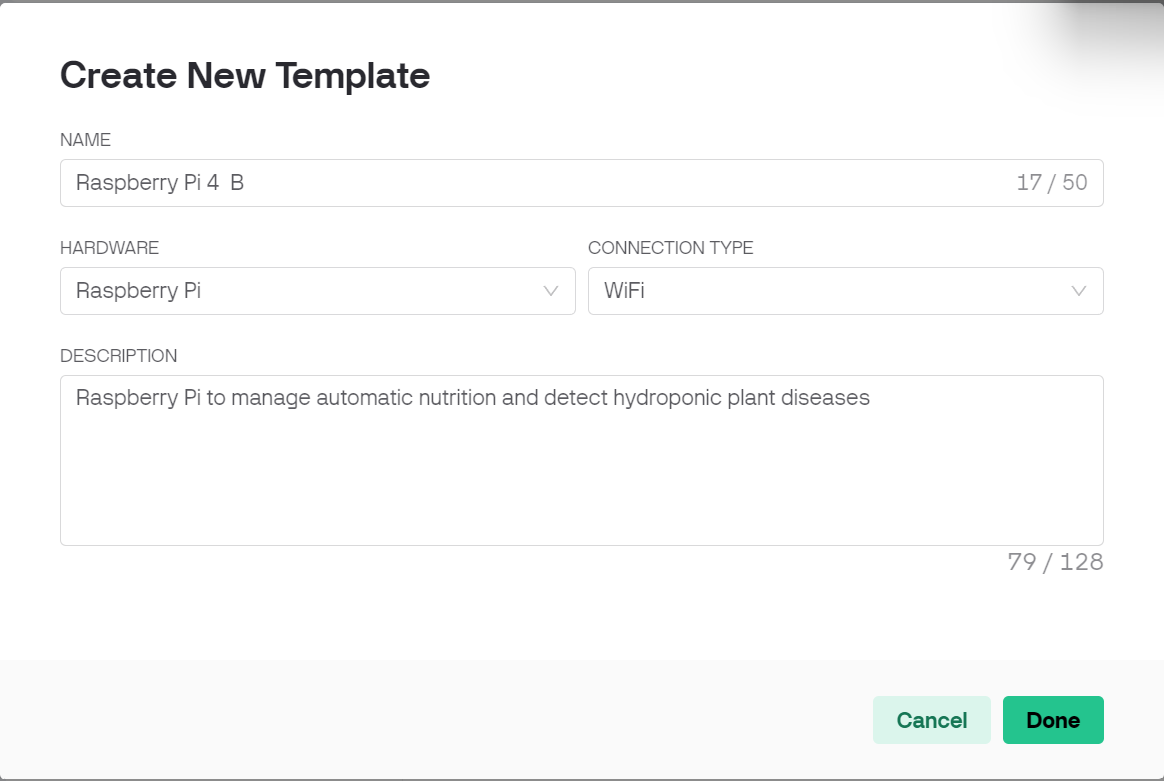 Create New Template
NAME
Raspberry Pi 4  B
17 / 50
HARDWARE
CONNECTION TYPE
Raspberry Pi
WiFi
DESCRIPTION
Raspberry Pi to manage automatic nutrition and detect hydroponic plant diseases
79 / 128
Cancel
Done